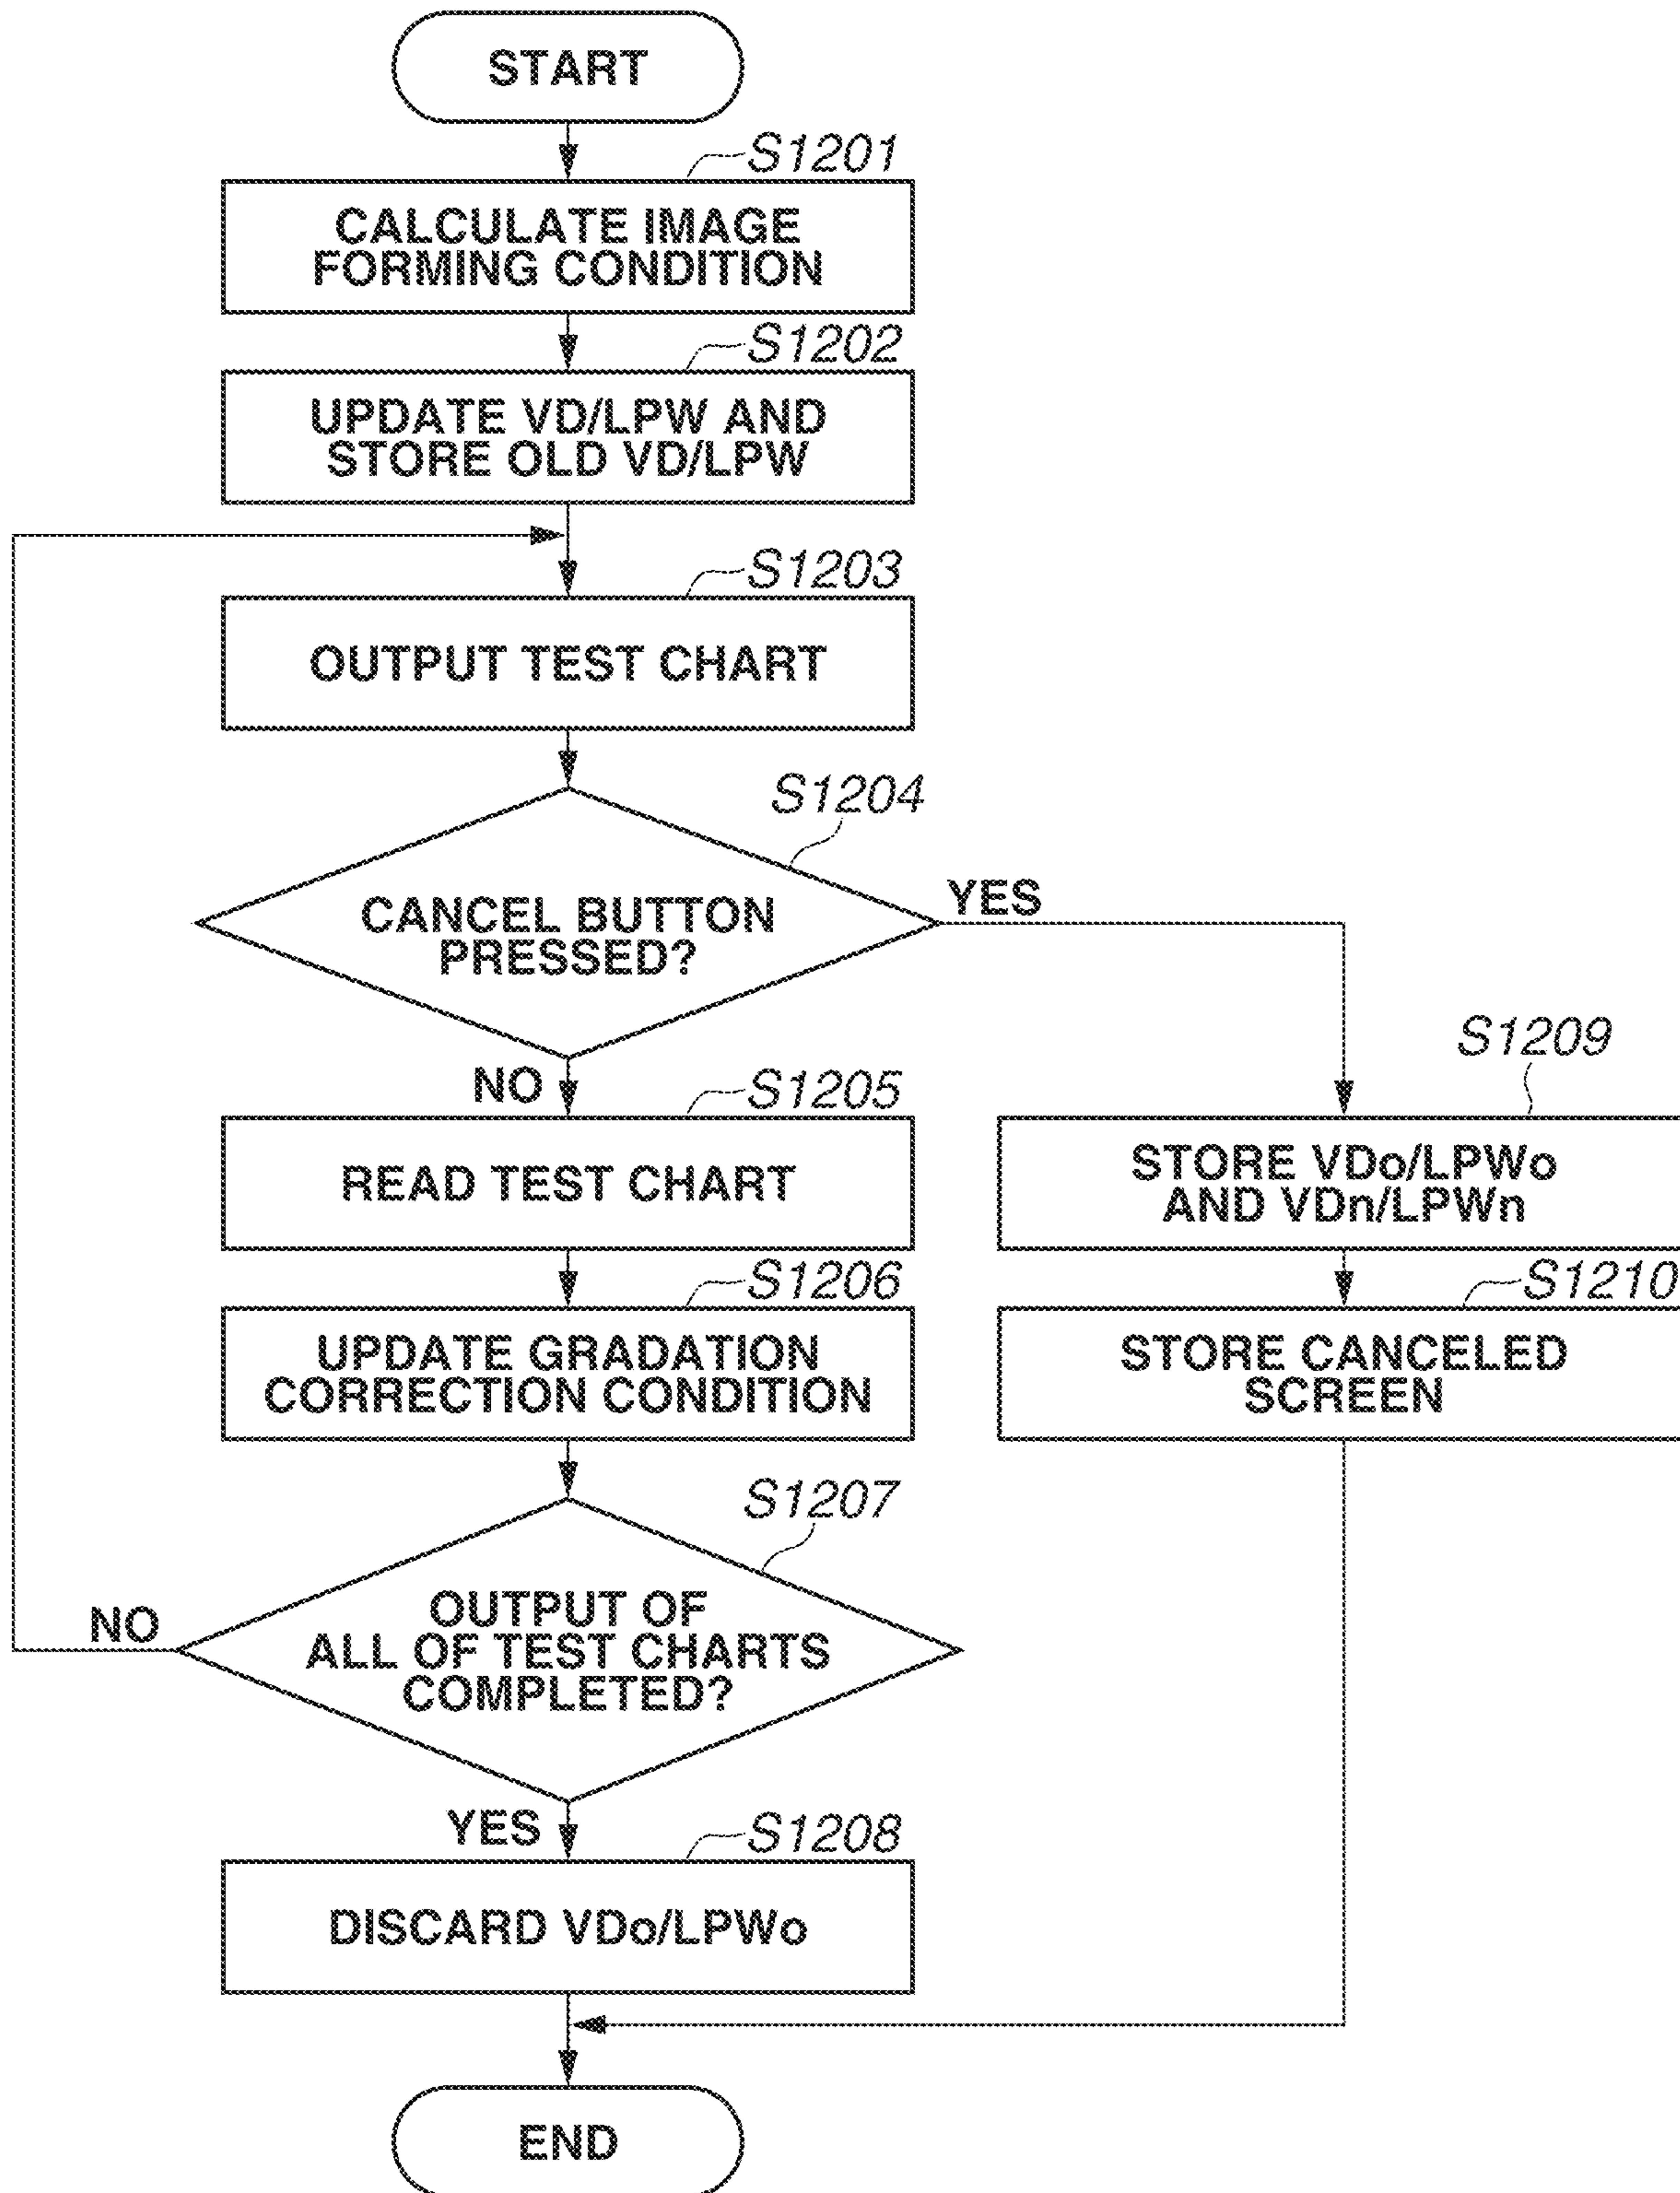 START
S1201
CALCULATE IMAGE
FORMING CONDITION
S1202
UPDATE VD/LPW AND
STORE OLD VD/LPW
S1203
OUTPUT TEST CHART
S1204
CANCEL BUTTON
PRESSED?
YES
NO
S1205
READ TEST CHART
S1209
STORE VDo/LPWo
AND VDn/LPWn
S1206
UPDATE GRADATION
CORRECTION CONDITION
S1210
STORE CANCELED
SCREEN
S1207
OUTPUT OF
ALL OF TEST CHARTS
COMPLETED?
NO
YES
S1208
DISCARD VDo/LPWo
END